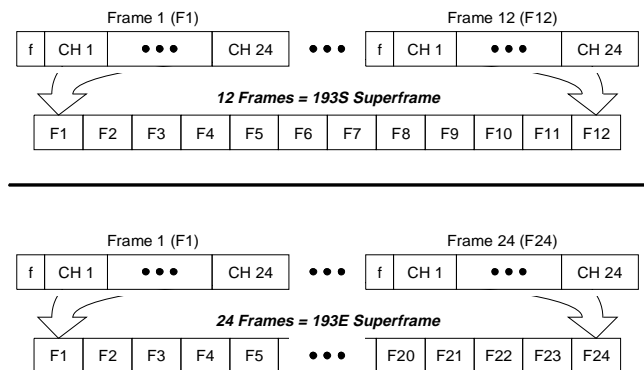 Frame 1 (F1) Frame 12 (F12)
f CH 1 ••• CH 24 ••• f CH 1 ••• CH 24
12 Frames = 193S Superframe
F1 F2 F3 F4 F5 F6 F7 F8 F9 F10 F11 F12
Frame 1 (F1) Frame 24 (F24)
f CH 1 ••• CH 24 ••• f CH 1 ••• CH 24
24 Frames = 193E Superframe
F1 F2 F3 F4 F5 ••• F20 F21 F22 F23 F24